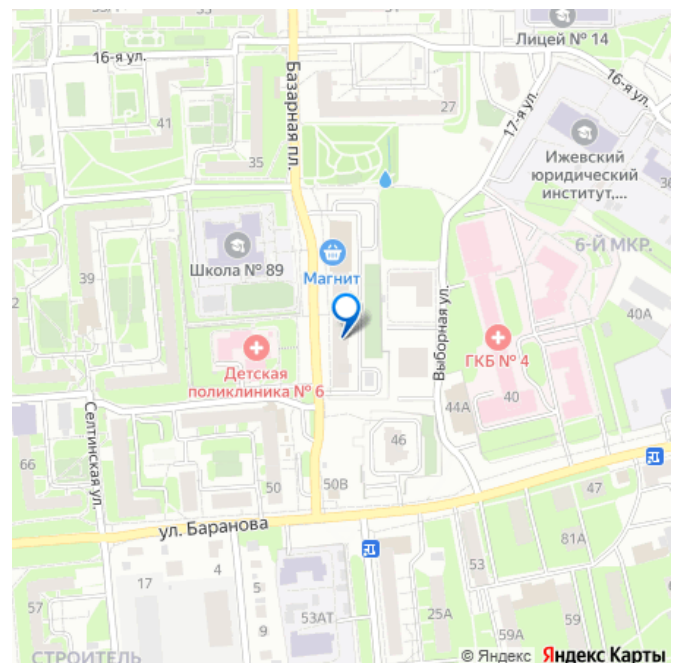 Лицей № 14
16-я ул.
16-я ул.
Базарная пл.
27
17-я ул.
41
35
Ижевский
юридический
институт,...
36
6-Й МКР.
Школа № 89
Магнит
39
2
40А
Выборная ул.
ГКБ № 4
Детская
поликлиника № 6
40
44А
Селтинская ул.
46
66
50
50В
47
ул. Баранова
81А
53
17
4
5
57
53АТ
25А
59
9
59А
СТРОИТЕЛЬ
© Яндекс Яндекс Карты